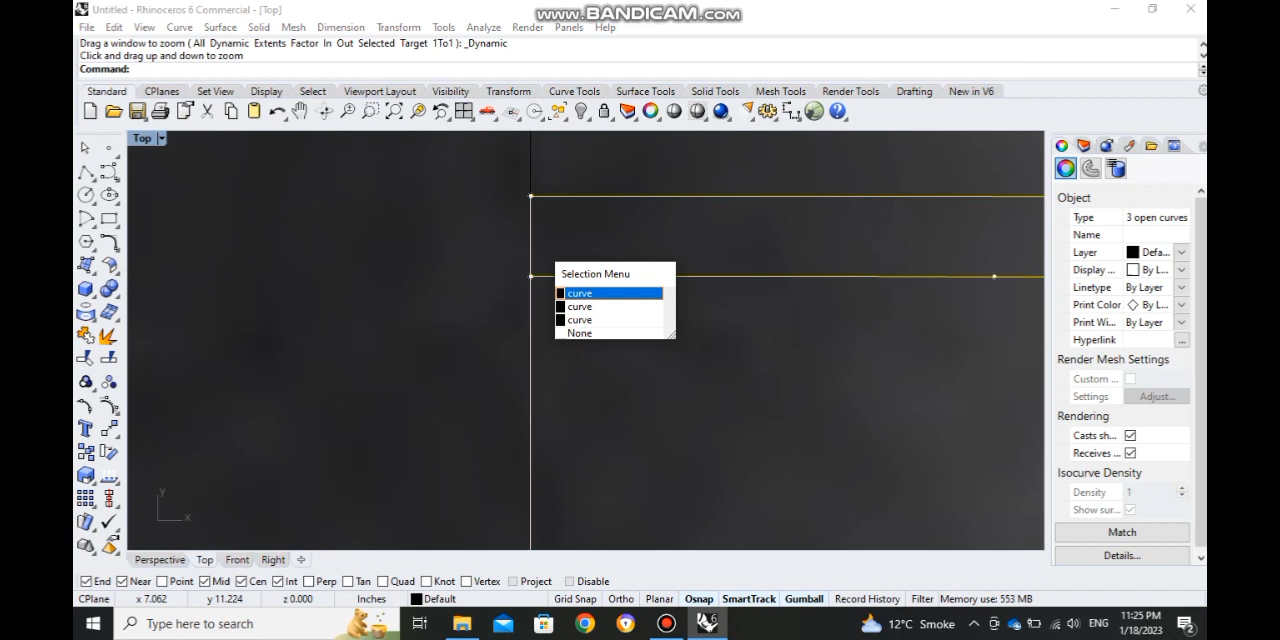 Untitled - Rhinoceros 6 Commercial - [Top]
www.BANDICAM.com
File Edit View Curve Surface Solid Mesh Dimension Transform Tools Analyze Render Panels Help
Drag a window to zoom ( All Dynamic Extents Factor In Out Selected Target 1To1 ): _Dynamic
Click and drag up and down to zoom
Command:
Standard CPlanes Set View Display Select Viewport Layout Visibility Transform Curve Tools Surface Tools Solid Tools Mesh Tools Render Tools Drafting New in V6
Top
Object
Type 3 open curves
Name
Layer Defa...
Display ... By L...
Linetype By Layer
Print Color By L...
Print Wi... By Layer
Hyperlink ...
Render Mesh Settings
Custom ...
Settings Adjust...
Rendering
Casts sh...
Receives ...
Isocurve Density
Density 1
Show sur...
Match
Details...
Selection Menu
curve
curve
curve
None
y
x
Perspective Top Front Right
End Near Point Mid Cen Int Perp Tan Quad Knot Vertex Project Disable
CPlane x 7.062 y 11.224 z 0.000 Inches Default Grid Snap Ortho Planar Osnap SmartTrack Gumball Record History Filter Memory use: 553 MB
Type here to search
12°C Smoke
ENG
11:25 PM
1/18/2023
2